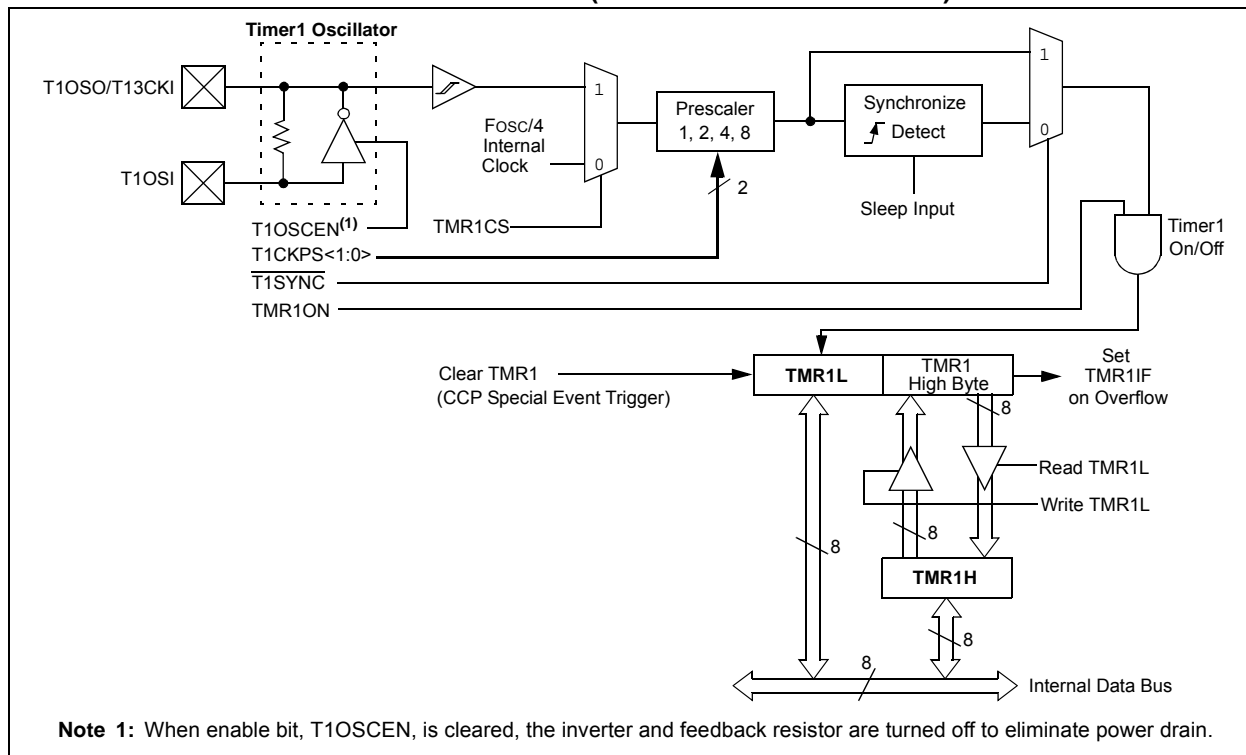 Timer1 Oscillator
T1OSO/T13CKI
T1OSI
1
0
FOSC/4
Internal
Clock
Prescaler
1, 2, 4, 8
2
Synchronize
Detect
Sleep Input
1
0
T1OSCEN(1)
TMR1CS
T1CKPS<1:0>
T1SYNC
TMR1ON
Timer1
On/Off
Clear TMR1
(CCP Special Event Trigger)
TMR1L
TMR1
High Byte
Set
TMR1IF
on Overflow
8
Read TMR1L
Write TMR1L
8
8
TMR1H
8
8
Internal Data Bus
Note 1: When enable bit, T1OSCEN, is cleared, the inverter and feedback resistor are turned off to eliminate power drain.